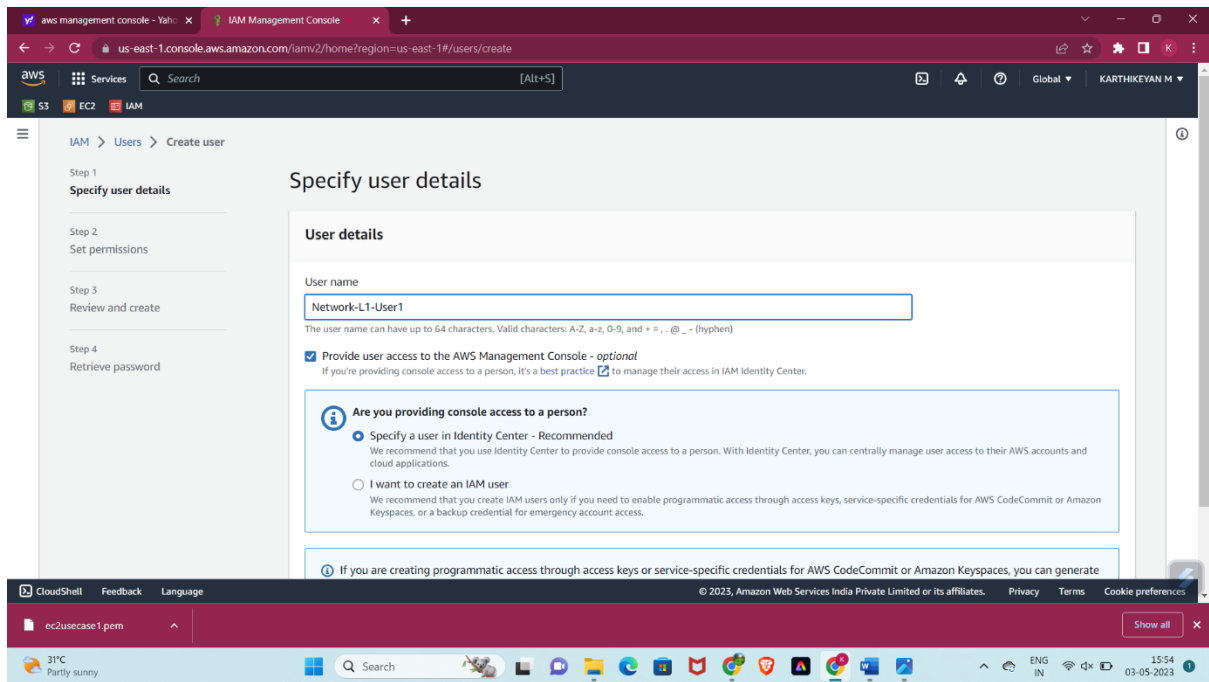 aws management console - Yaho
IAM Management Console
us-east-1.console.aws.amazon.com/iamv2/home?region=us-east-1#/users/create
K
aws
Services
Search
[Alt+S]
Global
KARTHIKEYAN M
S3
EC2
IAM
IAM > Users > Create user
Step 1
Specify user details
Step 2
Set permissions
Step 3
Review and create
Step 4
Retrieve password
Specify user details
User details
User name
Network-L1-User1
The user name can have up to 64 characters. Valid characters: A-Z, a-z, 0-9, and + = , . @ _ - (hyphen)
Provide user access to the AWS Management Console - optional
If you're providing console access to a person, it's a best practice to manage their access in IAM Identity Center.
Are you providing console access to a person?
Specify a user in Identity Center - Recommended
We recommend that you use Identity Center to provide console access to a person. With Identity Center, you can centrally manage user access to their AWS accounts and
cloud applications.
I want to create an IAM user
We recommend that you create IAM users only if you need to enable programmatic access through access keys, service-specific credentials for AWS CodeCommit or Amazon
Keyspaces, or a backup credential for emergency account access.
If you are creating programmatic access through access keys or service-specific credentials for AWS CodeCommit or Amazon Keyspaces, you can generate
CloudShell
Feedback
Language
© 2023, Amazon Web Services India Private Limited or its affiliates.
Privacy
Terms
Cookie preferences
ec2usecase1.pem
Show all
31°C
Partly sunny
Search
ENG
IN
15:54
03-05-2023
1